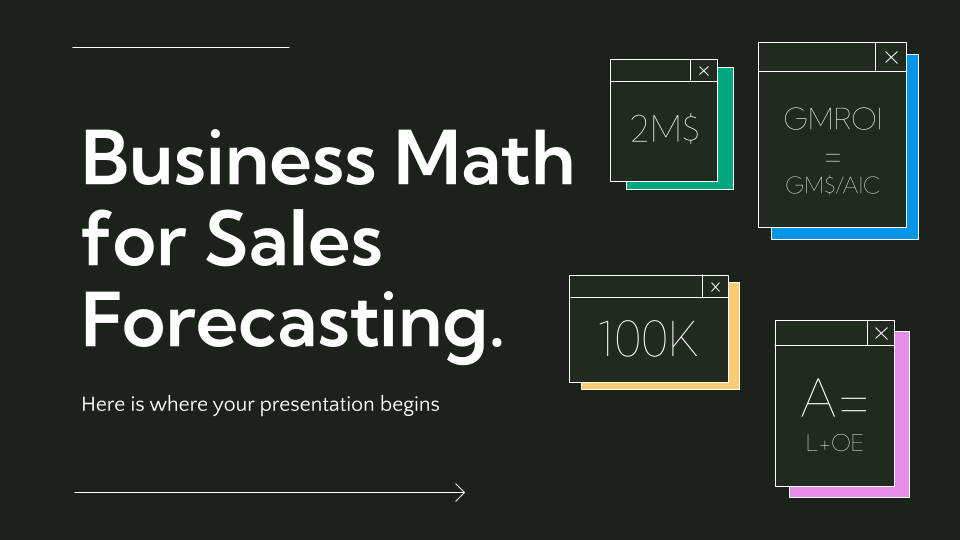 Business Math
for Sales
Forecasting.
Here is where your presentation begins
2M$
GMROI
=
GM$/AIC
100K
A=
L+OE